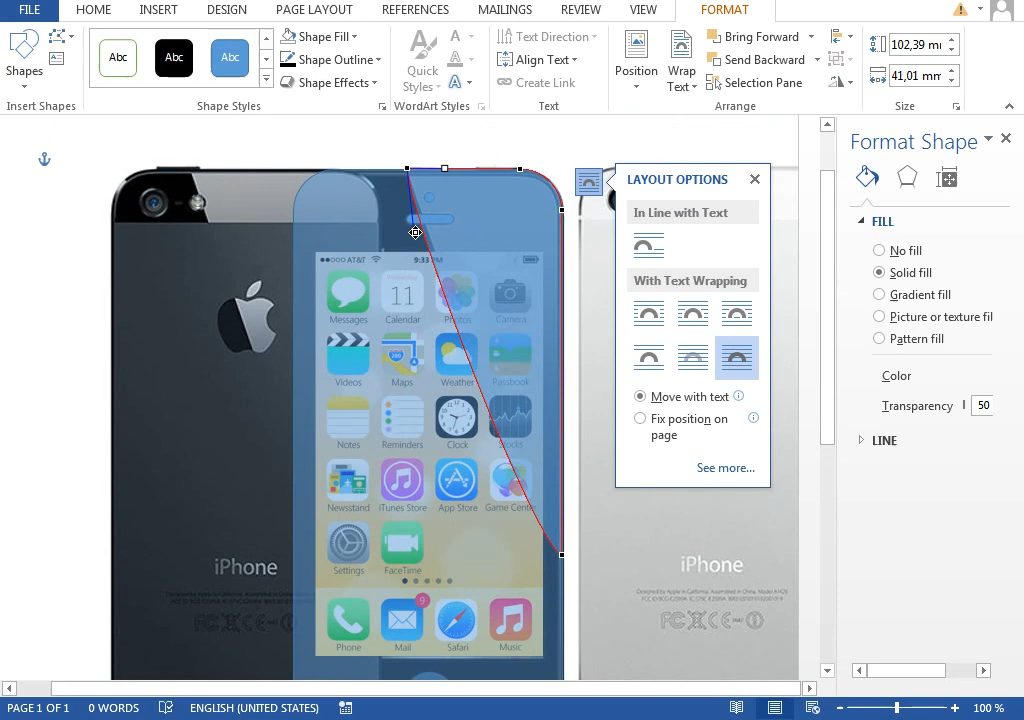 FILE HOME INSERT DESIGN PAGE LAYOUT REFERENCES MAILINGS REVIEW VIEW FORMAT
Shapes
Insert Shapes
Abc Abc Abc
Shape Fill
Shape Outline
Shape Effects
Shape Styles
Quick Styles
WordArt Styles
Text Direction
Align Text
Create Link
Text
Position
Wrap Text
Bring Forward
Send Backward
Selection Pane
Arrange
102,39 m
41,01 mm
Size
LAYOUT OPTIONS
In Line with Text
With Text Wrapping
Move with text
Fix position on page
See more...
Format Shape
FILL
No fill
Solid fill
Gradient fill
Picture or texture fil
Pattern fill
Color
Transparency 50
LINE
AT&T 9:33 PM
11
Messages Calendar Photos Camera
280
Videos Maps Weather Passbook
Notes Reminders Clock Stocks
Newsstand iTunes Store App Store Game Center
Settings FaceTime
9
Phone Mail Safari Music
iPhone
iPhone
PAGE 1 OF 1 0 WORDS ENGLISH (UNITED STATES) 100 %